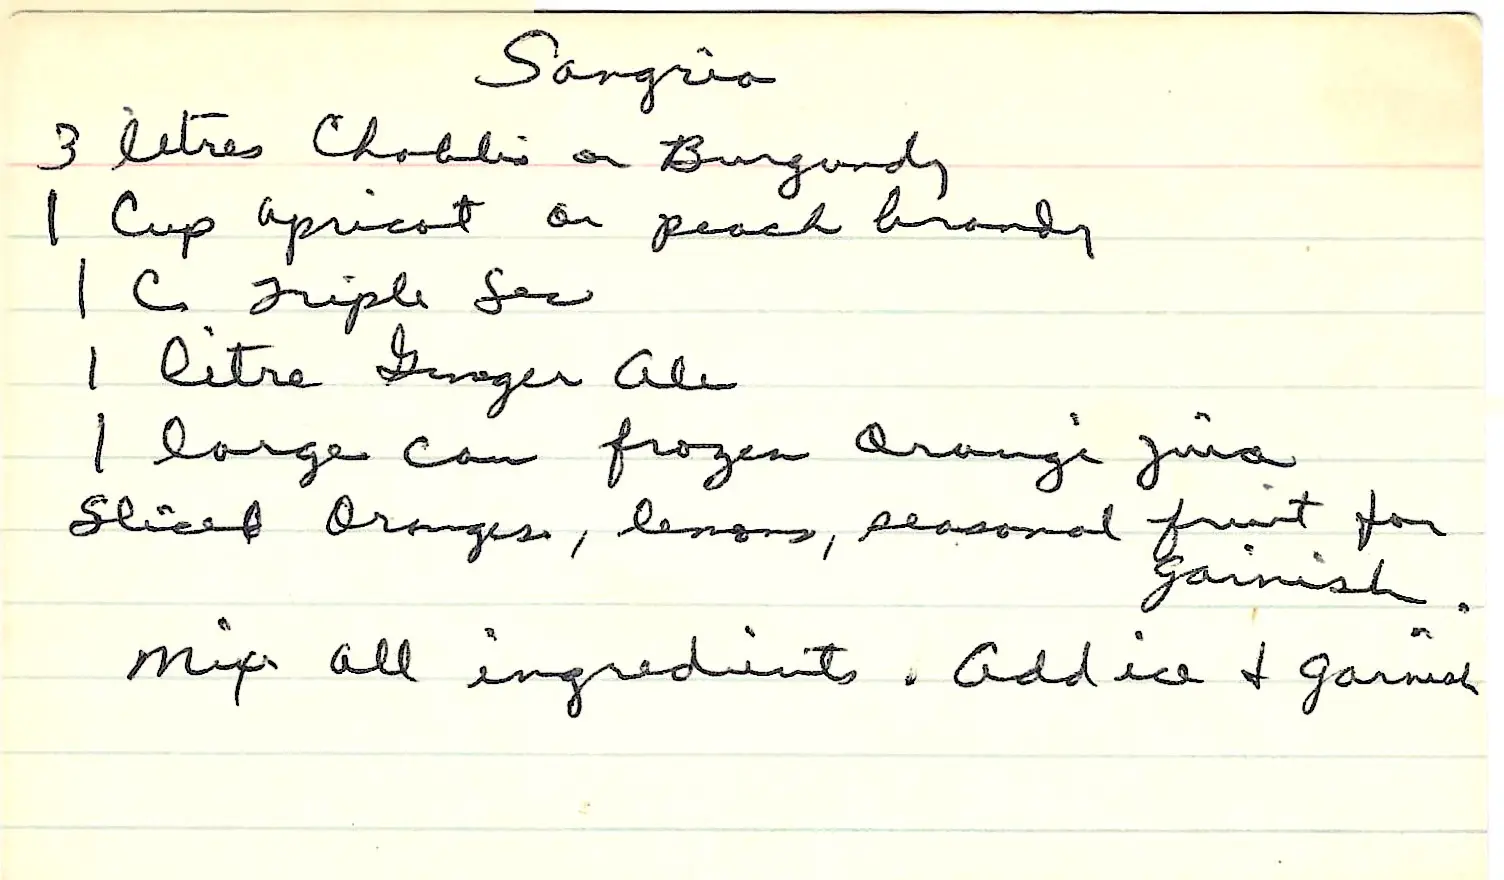 Sangria
3 litres Chablis or Burgundy
1 Cup apricot or peach brandy
1 C. Triple Sec
1 litre Ginger Ale
1 large can frozen Orange juice
Sliced Oranges, lemons, seasonal fruit for
garnish.
Mix all ingredients. Add ice & garnish